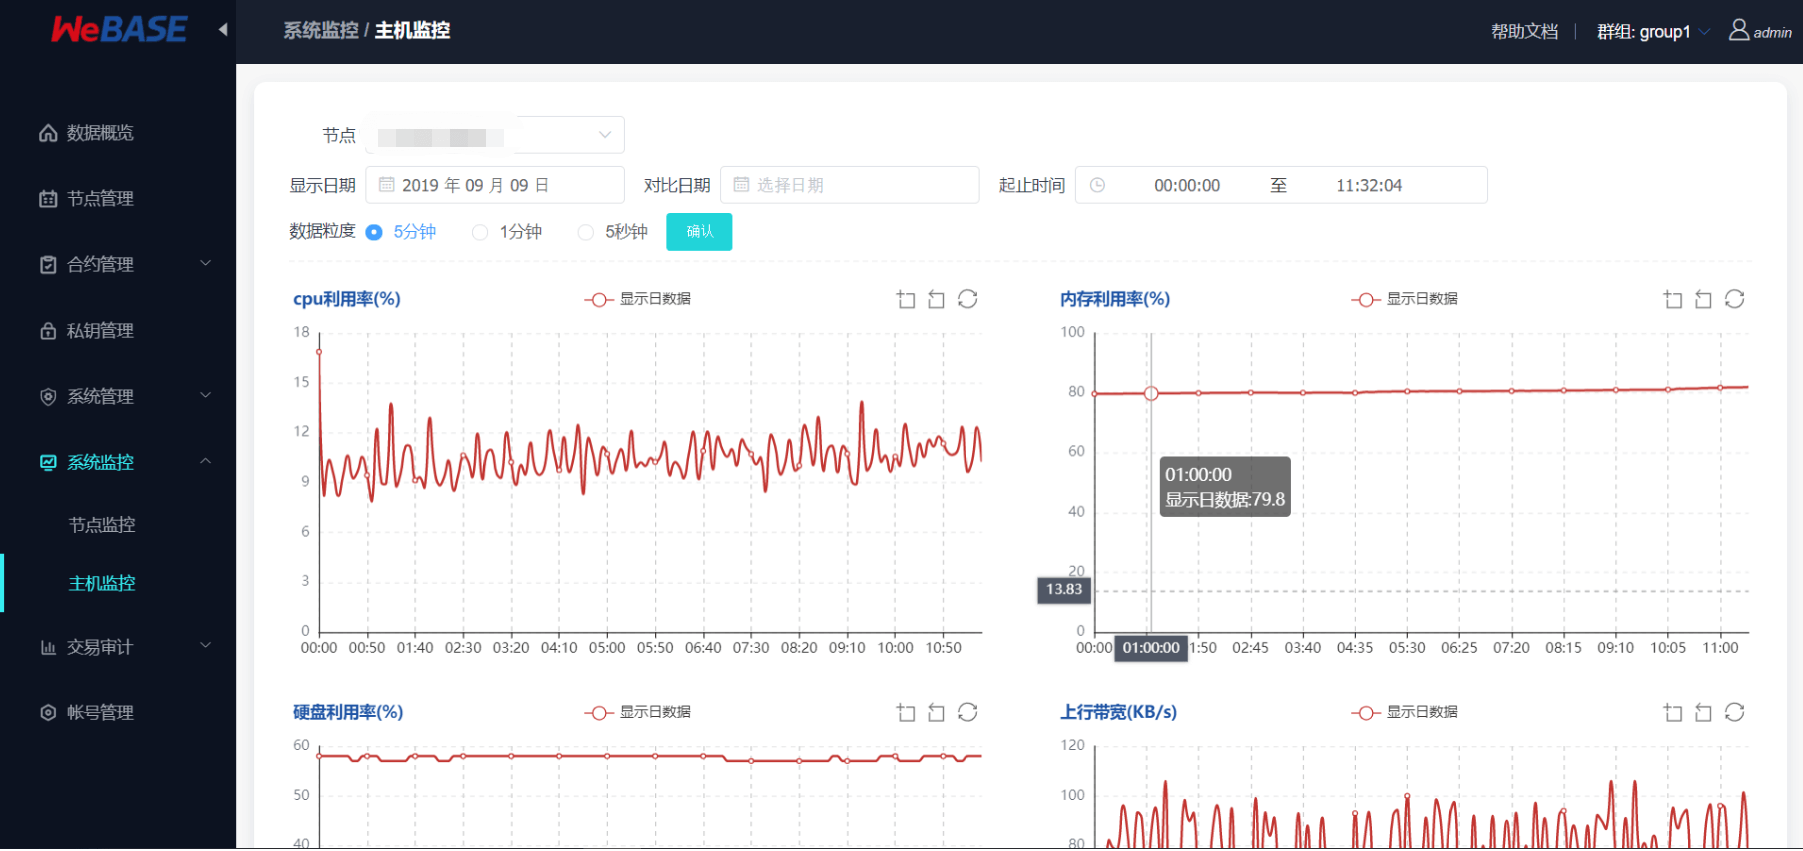 WeBASE
系统监控 / 主机监控
帮助文档
群组: group1
admin
数据概览
节点管理
合约管理
私钥管理
系统管理
系统监控
节点监控
主机监控
交易审计
帐号管理
节点
显示日期 2019 年 09 月 09 日
对比日期 选择日期
起止时间 00:00:00 至 11:32:04
数据粒度 5分钟 1分钟 5秒钟 确认
cpu利用率(%)
显示日数据
18
15
12
9
6
3
0
00:00 00:50 01:40 02:30 03:20 04:10 05:00 05:50 06:40 07:30 08:20 09:10 10:00 10:50
内存利用率(%)
显示日数据
100
80
60
40
20
0
01:00:00
显示日数据:79.8
13.83
00:00 01:00:00 1:50 02:45 03:40 04:35 05:30 06:25 07:20 08:15 09:10 10:05 11:00
硬盘利用率(%)
显示日数据
60
50
40
上行带宽(KB/s)
显示日数据
120
100
80